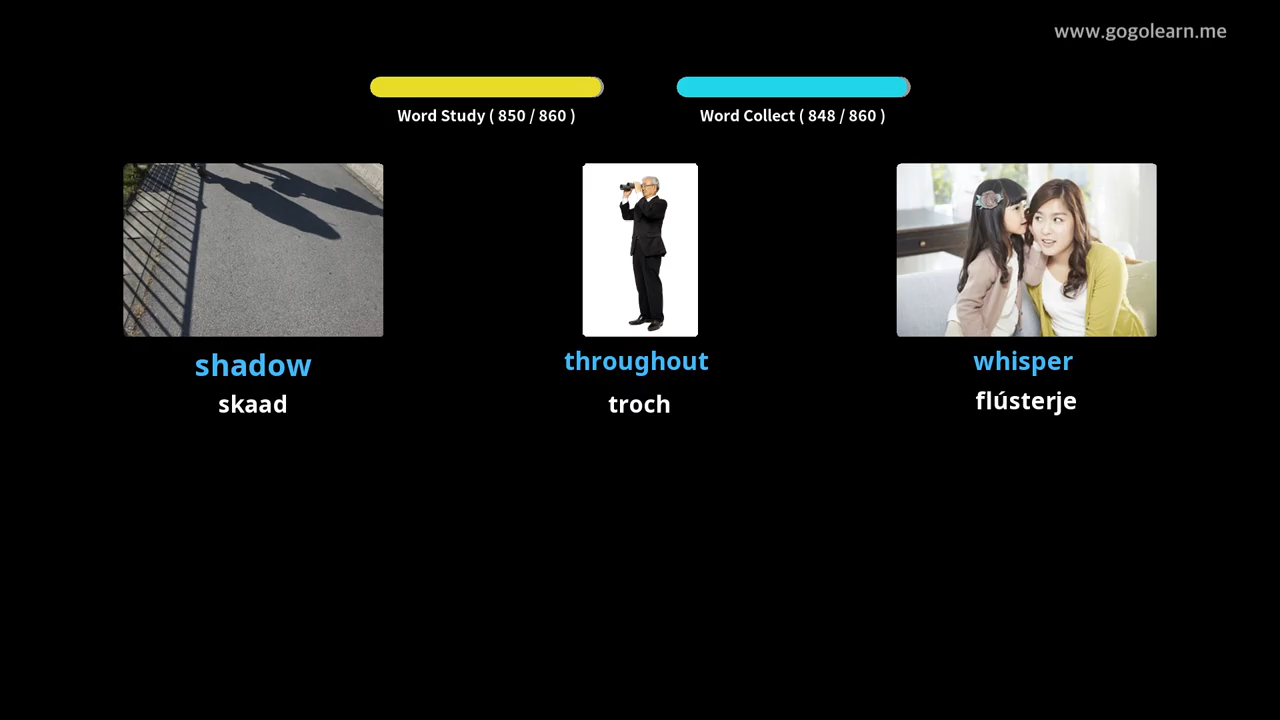 www.gogolearn.me
Word Study ( 850 / 860 )
Word Collect ( 848 / 860 )
shadow
skaad
throughout
troch
whisper
flústerje